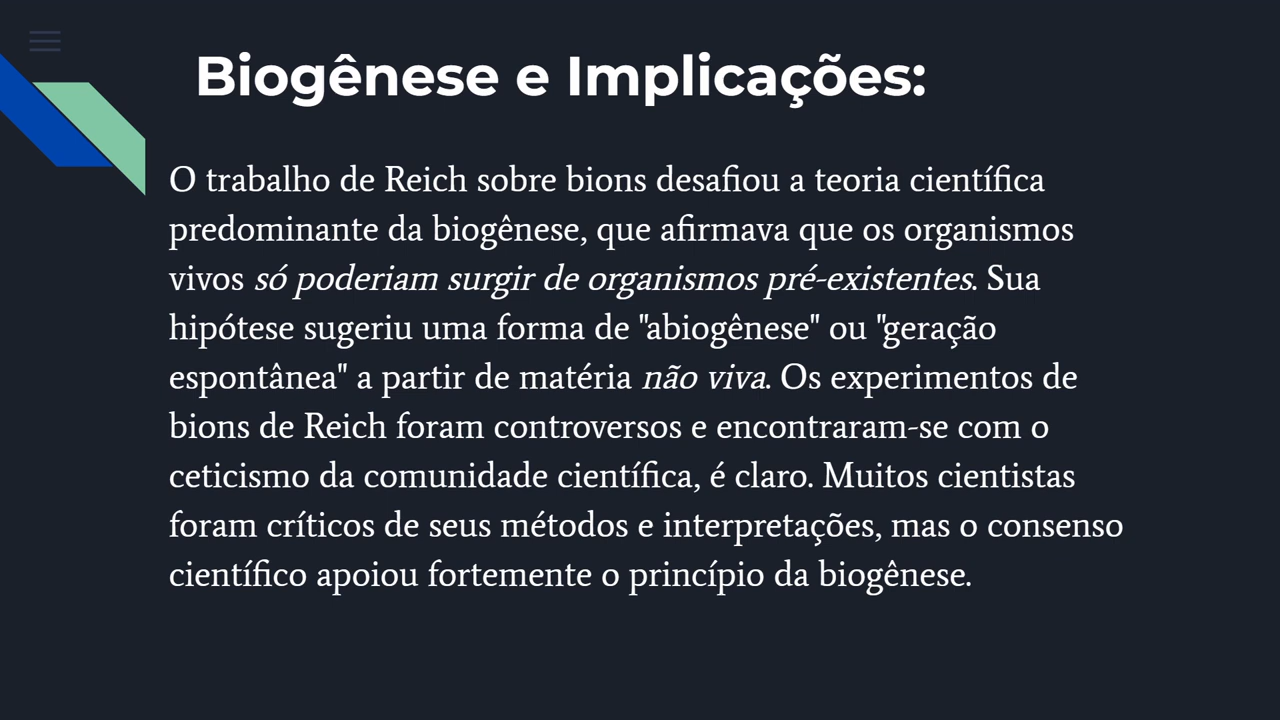 Biogênese e Implicações:
O trabalho de Reich sobre bions desafiou a teoria científica
predominante da biogênese, que afirmava que os organismos
vivos só poderiam surgir de organismos pré-existentes. Sua
hipótese sugeriu uma forma de "abiogênese" ou "geração
espontânea" a partir de matéria não viva. Os experimentos de
bions de Reich foram controversos e encontraram-se com o
ceticismo da comunidade científica, é claro. Muitos cientistas
foram críticos de seus métodos e interpretações, mas o consenso
científico apoiou fortemente o princípio da biogênese.